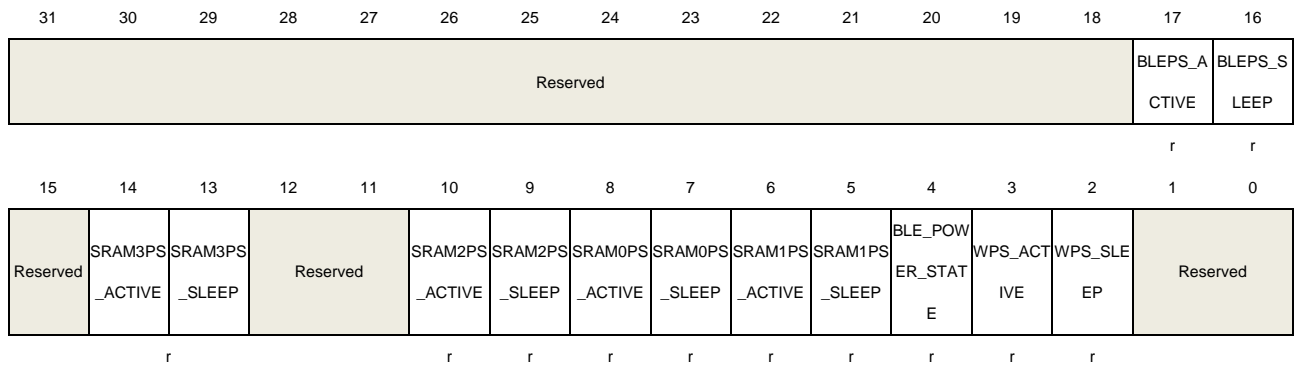 31 30 29 28 27 26 25 24 23 22 21 20 19 18 17 16
Reserved BLEPS_A BLEPS_S
CTIVE LEEP
r r
15 14 13 12 11 10 9 8 7 6 5 4 3 2 1 0
Reserved SRAM3PS SRAM3PS Reserved SRAM2PS SRAM2PS SRAM0PS SRAM0PS SRAM1PS SRAM1PS BLE_POW WPS_ACT WPS_SLE Reserved
_ACTIVE _SLEEP _ACTIVE _SLEEP _ACTIVE _SLEEP _ACTIVE _SLEEP ER_STAT IVE EP
E
r r r r r r r r r r